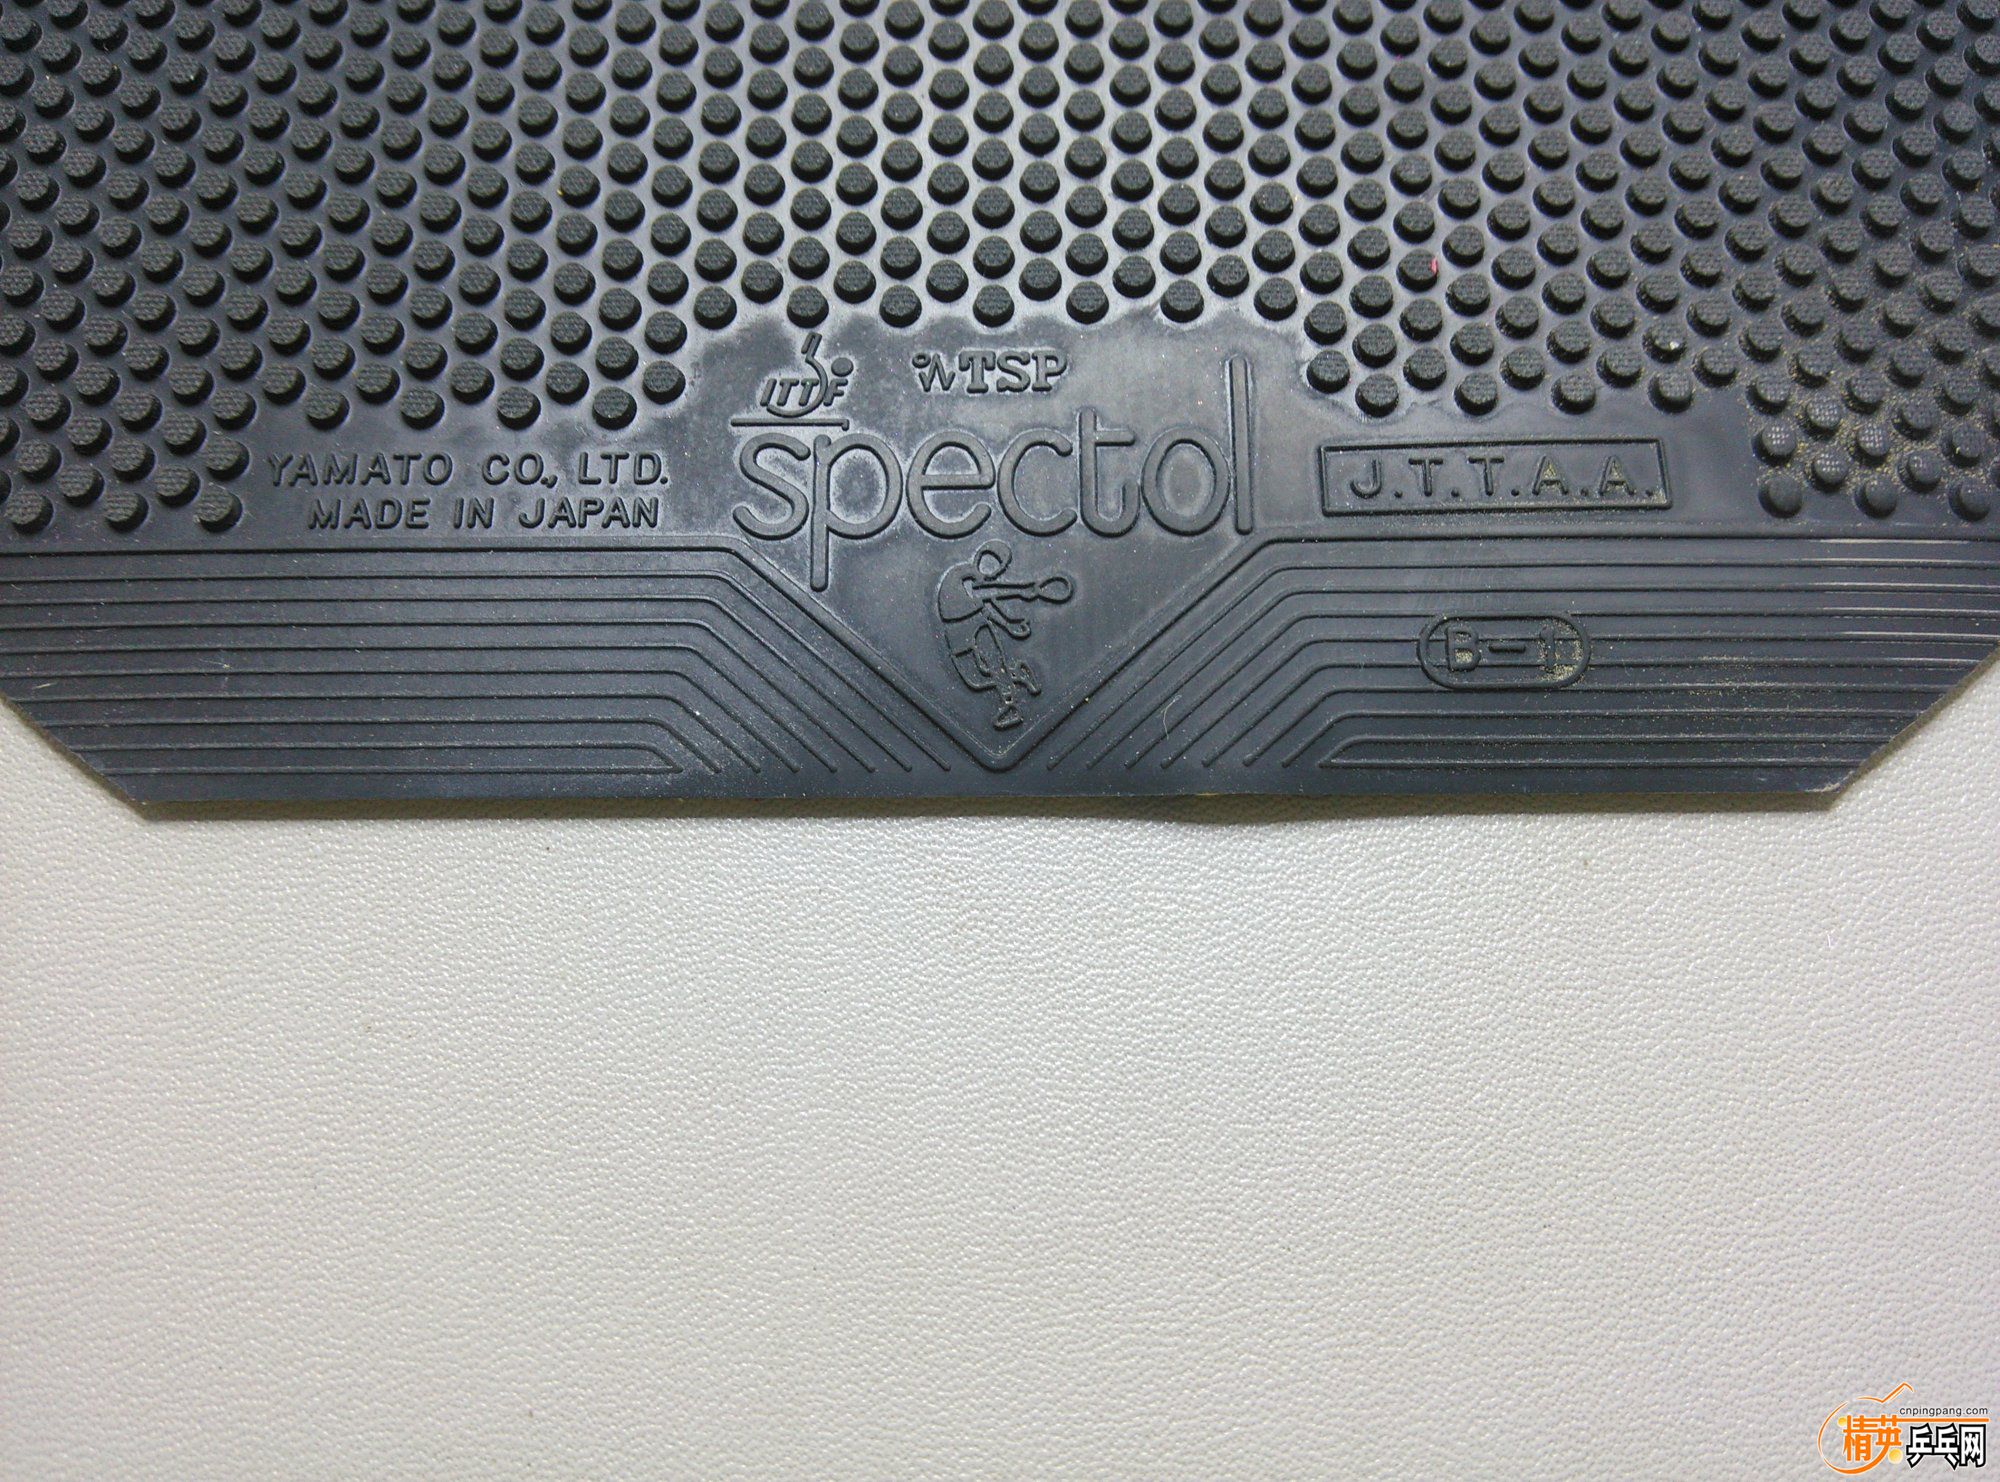 ITTF
TSP
spectol
YAMATO CO., LTD.
MADE IN JAPAN
J.T.T.A.A.
B-1
cnpingpang.com
精英乒乓网